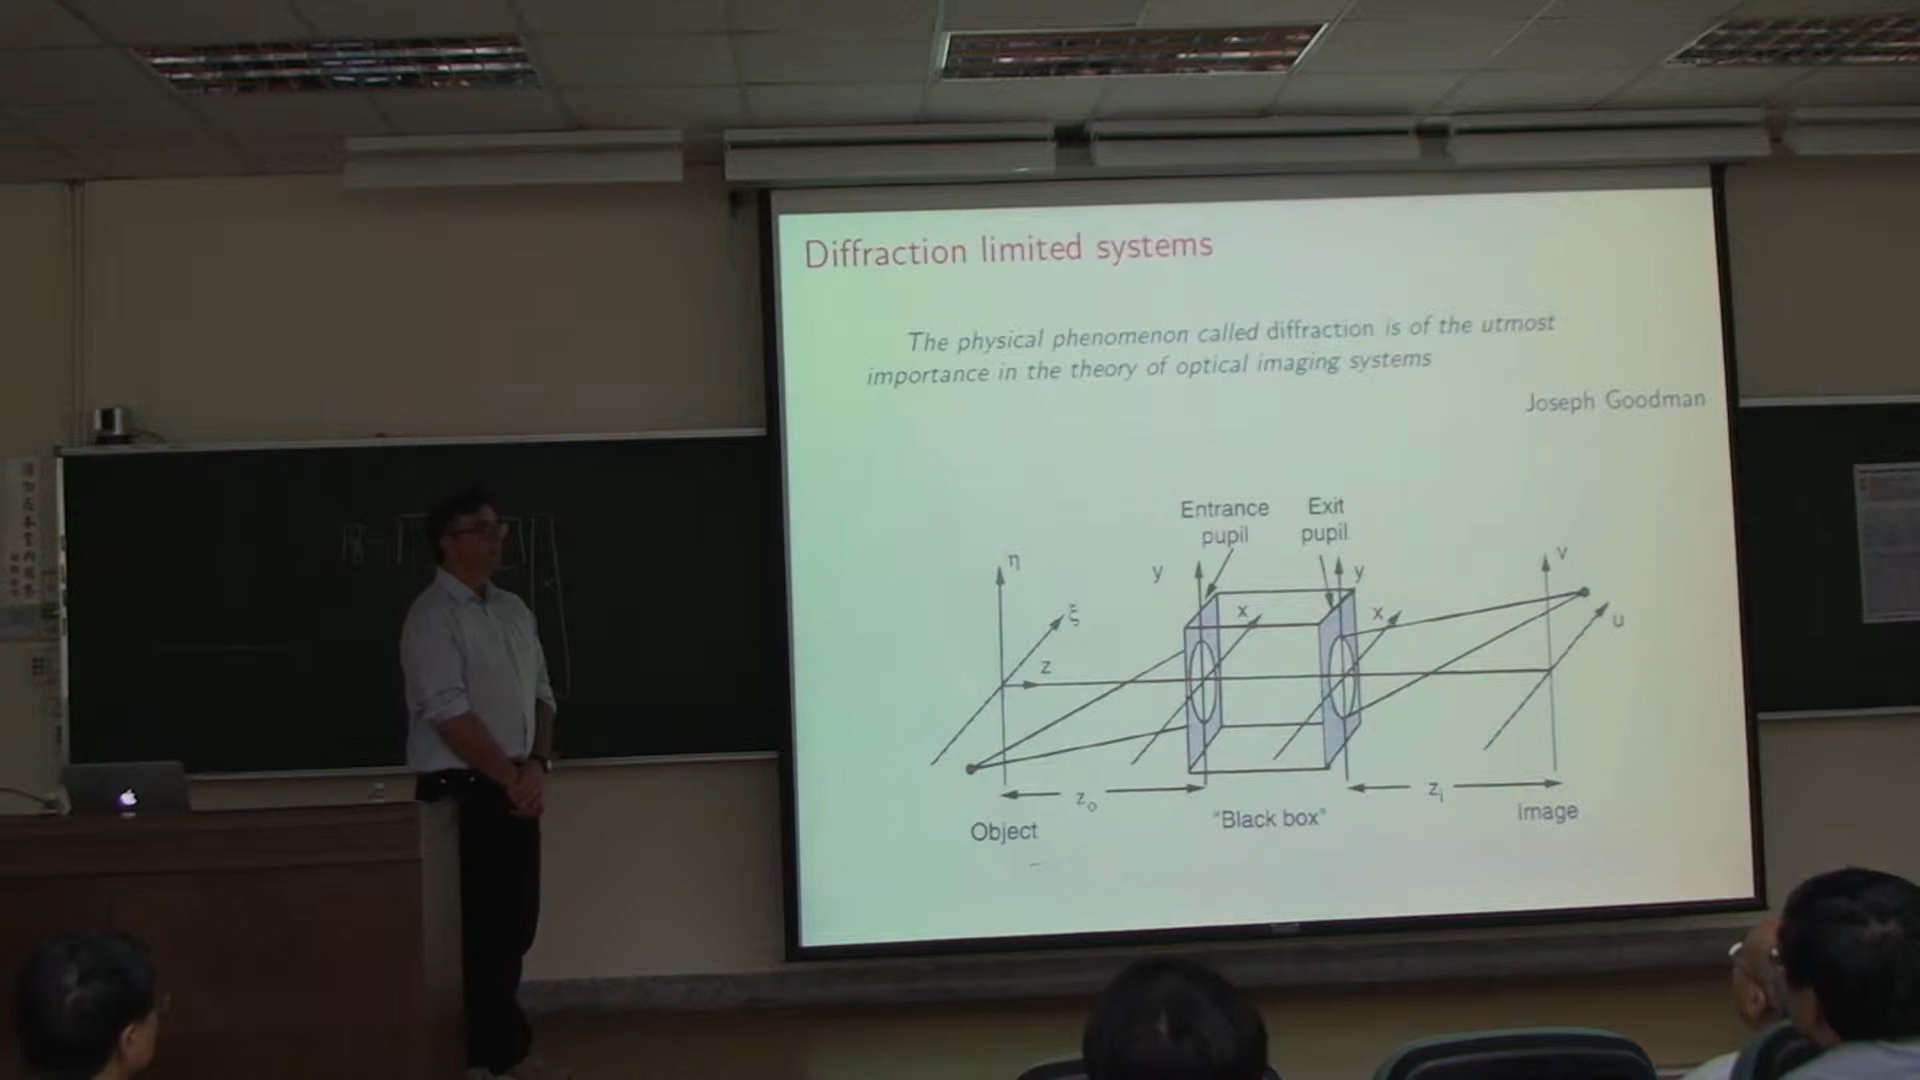 Diffraction limited systems
The physical phenomenon called diffraction is of the utmost
importance in the theory of optical imaging systems
Joseph Goodman
Entrance
pupil
Exit
pupil
η
ξ
z
y
x
y
x
v
u
z₀
"Black box"
zᵢ
Object
Image